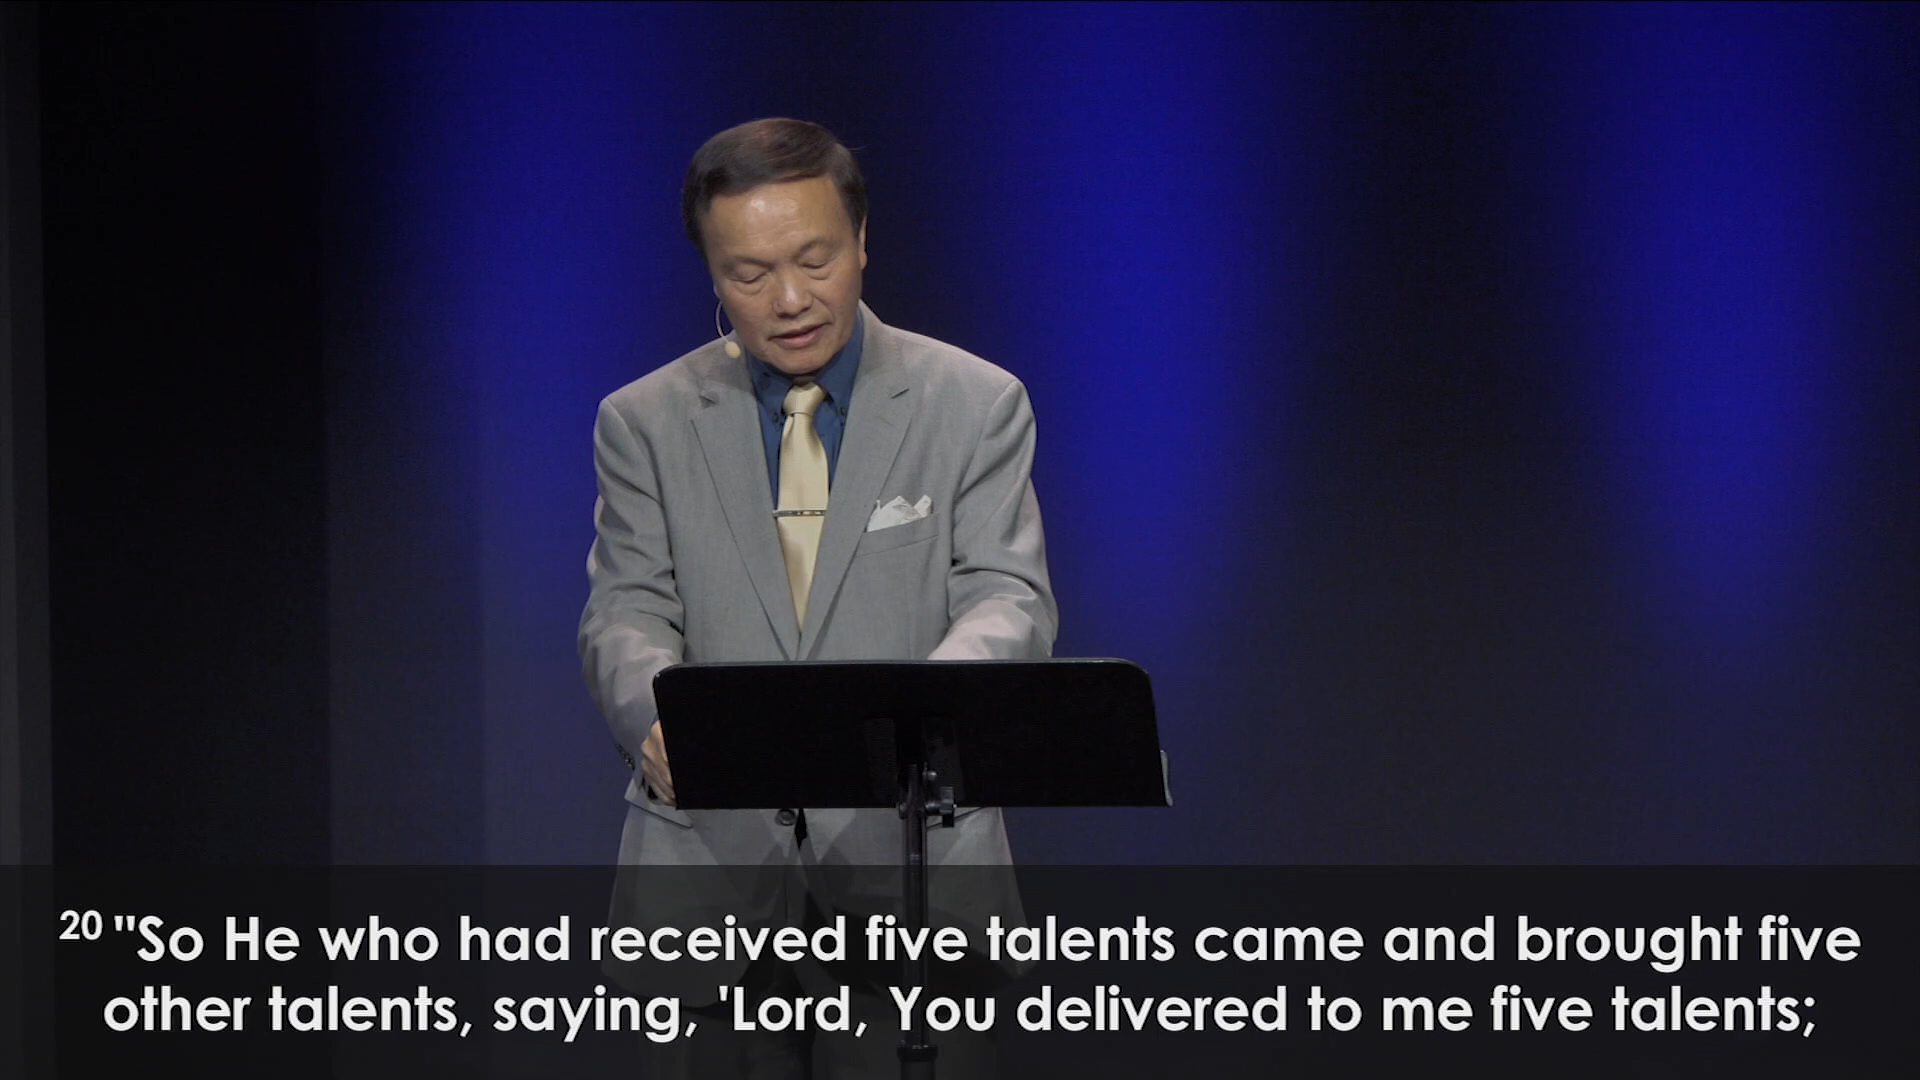 20 "So He who had received five talents came and brought five
other talents, saying, 'Lord, You delivered to me five talents;